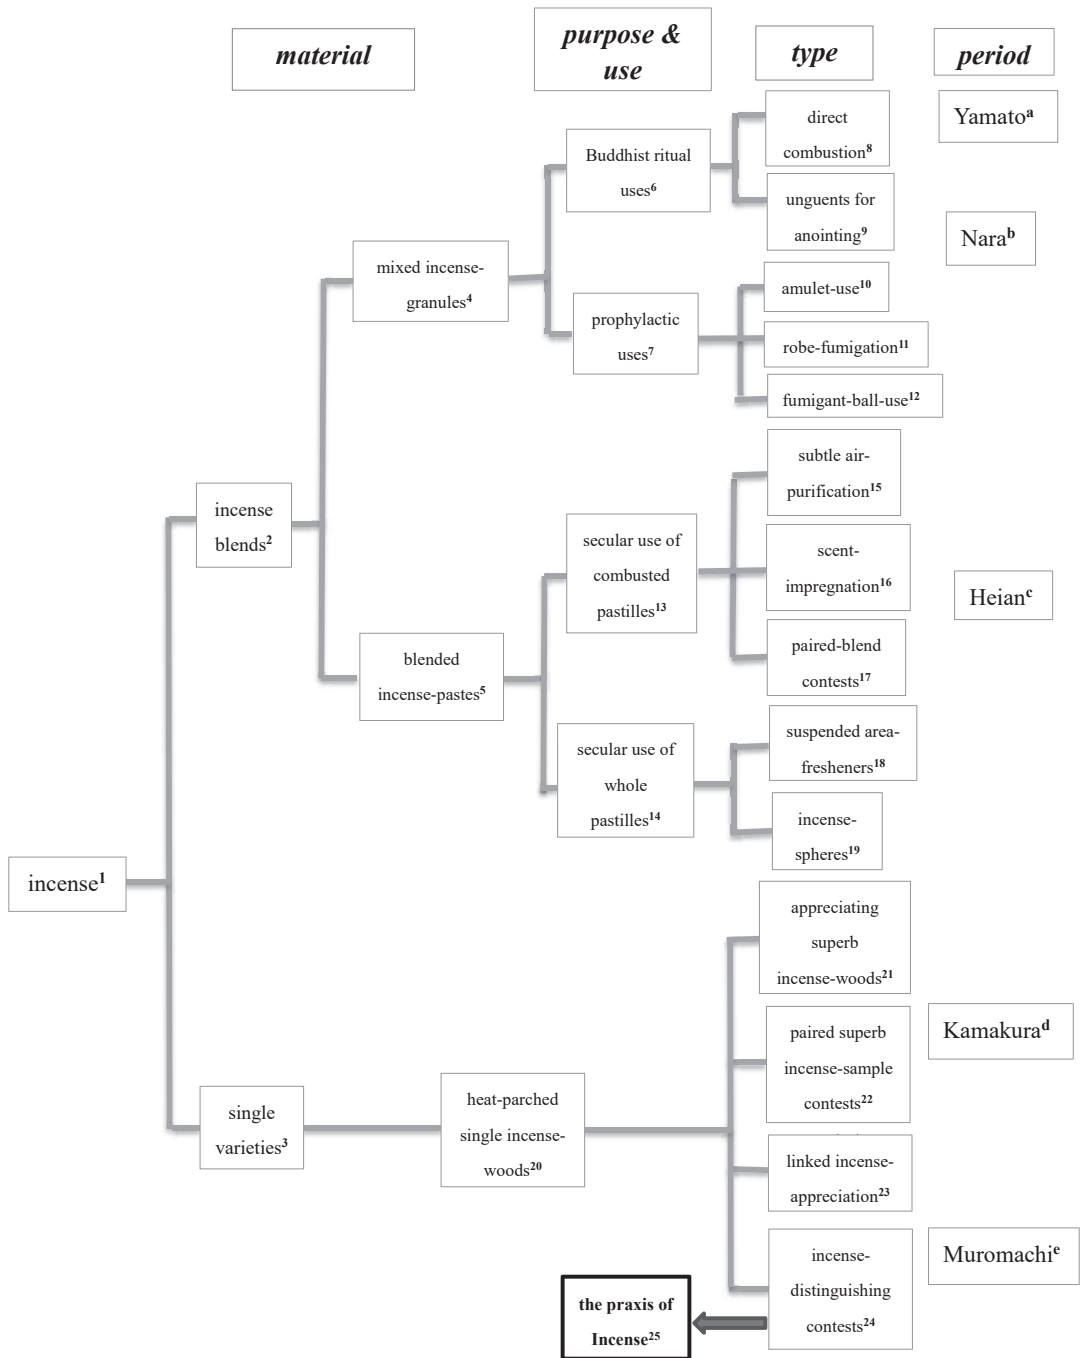 material
purpose &
use
type
period
direct
combustion⁸
Yamatoᵃ
Buddhist ritual
uses⁶
unguents for
anointing⁹
Naraᵇ
mixed incense-
granules⁴
amulet-use¹⁰
prophylactic
uses⁷
robe-fumigation¹¹
fumigant-ball-use¹²
subtle air-
purification¹⁵
incense
blends²
secular use of
combusted
pastilles¹³
scent-
impregnation¹⁶
Heianᶜ
blended
incense-pastes⁵
paired-blend
contests¹⁷
secular use of
whole
pastilles¹⁴
suspended area-
fresheners¹⁸
incense-
spheres¹⁹
incense¹
appreciating
superb
incense-woods²¹
Kamakuraᵈ
paired superb
incense-sample
contests²²
single
varieties³
heat-parched
single incense-
woods²⁰
linked incense-
appreciation²³
Muromachiᵉ
incense-
distinguishing
contests²⁴
the praxis of
Incense²⁵